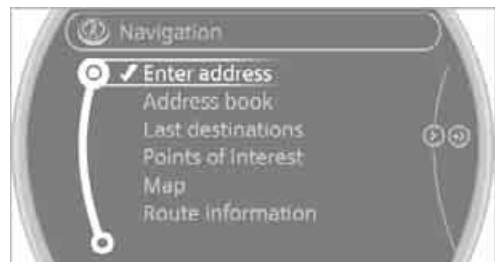 Navigation
Enter address
Address book
Last destinations
Points of Interest
Map
Route information